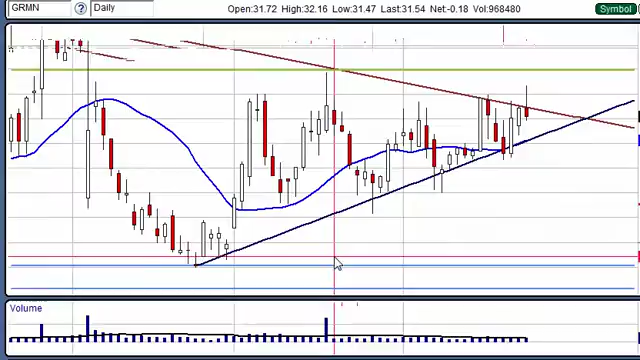 GRMN ? Daily Open:31.72 High:32.16 Low:31.47 Last:31.54 Net:-0.18 Vol:968480 Symbol
Volume